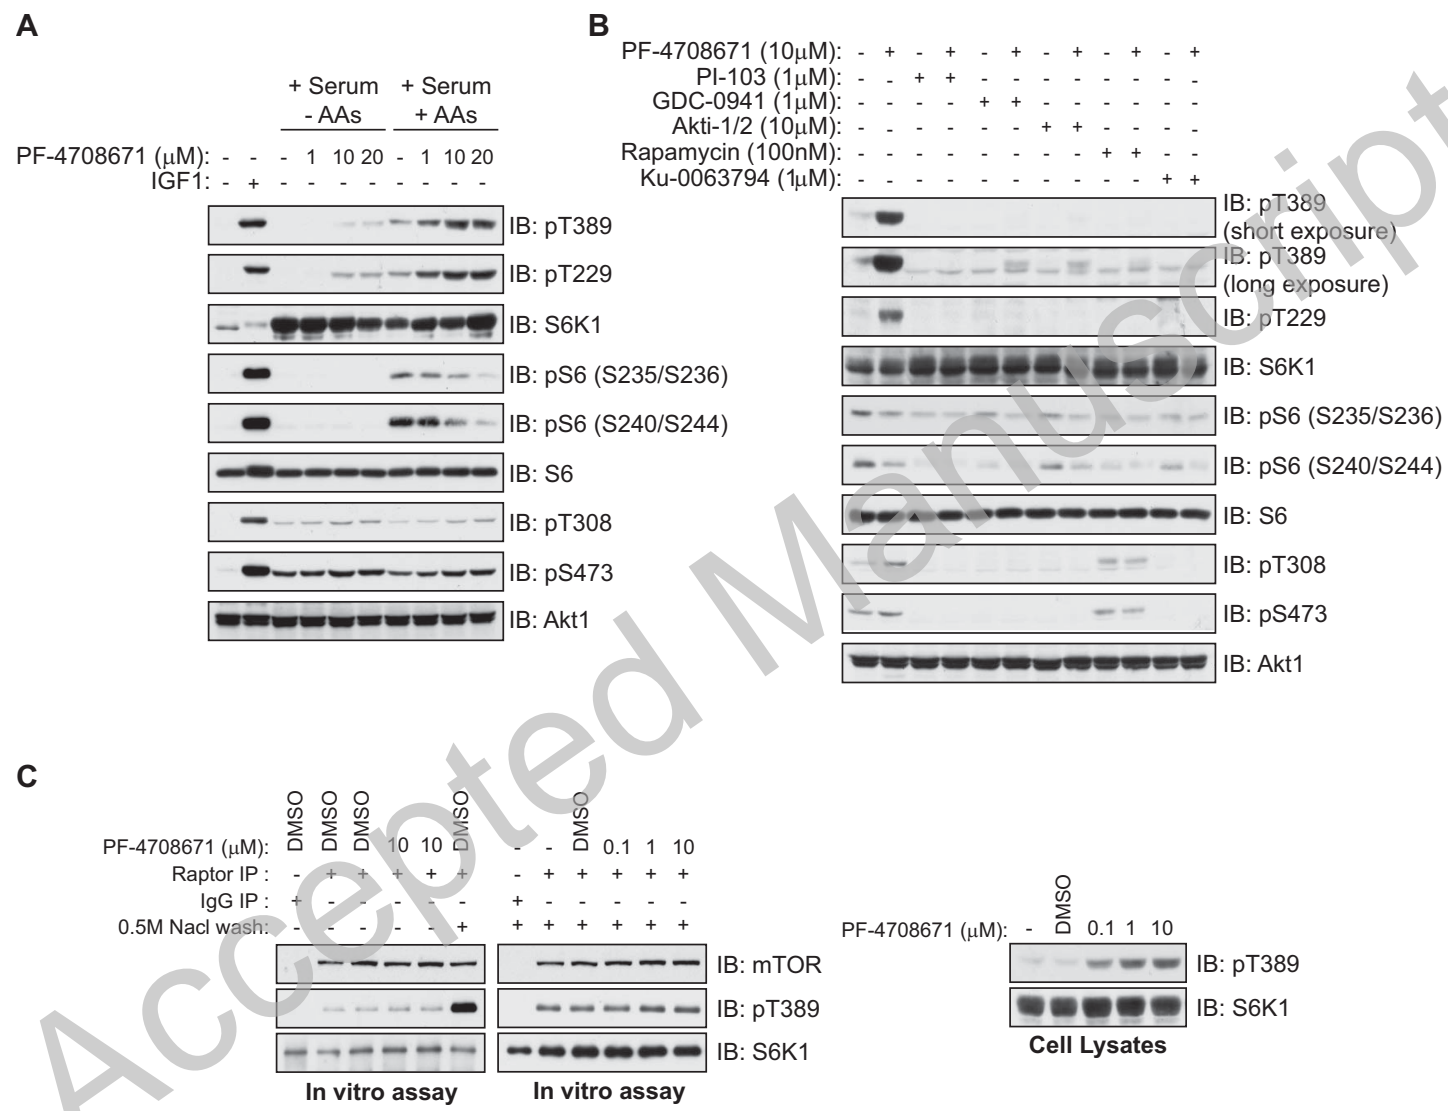 A
+ Serum + Serum
- AAs + AAs
PF-4708671 (μM): - - - 1 10 20 - 1 10 20
IGF1: - + - - - - - - - -
IB: pT389
IB: pT229
IB: S6K1
IB: pS6 (S235/S236)
IB: pS6 (S240/S244)
IB: S6
IB: pT308
IB: pS473
IB: Akt1
B
PF-4708671 (10μM): - + - + - + - + - + - +
PI-103 (1μM): - - + + - - - - - - - -
GDC-0941 (1μM): - - - - + + - - - - - -
Akti-1/2 (10μM): - - - - - - + + - - - -
Rapamycin (100nM): - - - - - - - - + + - -
Ku-0063794 (1μM): - - - - - - - - - - + +
IB: pT389
(short exposure)
IB: pT389
(long exposure)
IB: pT229
IB: S6K1
IB: pS6 (S235/S236)
IB: pS6 (S240/S244)
IB: S6
IB: pT308
IB: pS473
IB: Akt1
C
PF-4708671 (μM): DMSO DMSO DMSO 10 10 DMSO - - DMSO 0.1 1 10
Raptor IP : - + + + + + - + + + + +
IgG IP : + - - - - - + - - - - -
0.5M Nacl wash: - - - - - + + + + + + +
IB: mTOR
IB: pT389
IB: S6K1
In vitro assay In vitro assay
PF-4708671 (μM): - DMSO 0.1 1 10
IB: pT389
IB: S6K1
Cell Lysates
Accepted Manuscript